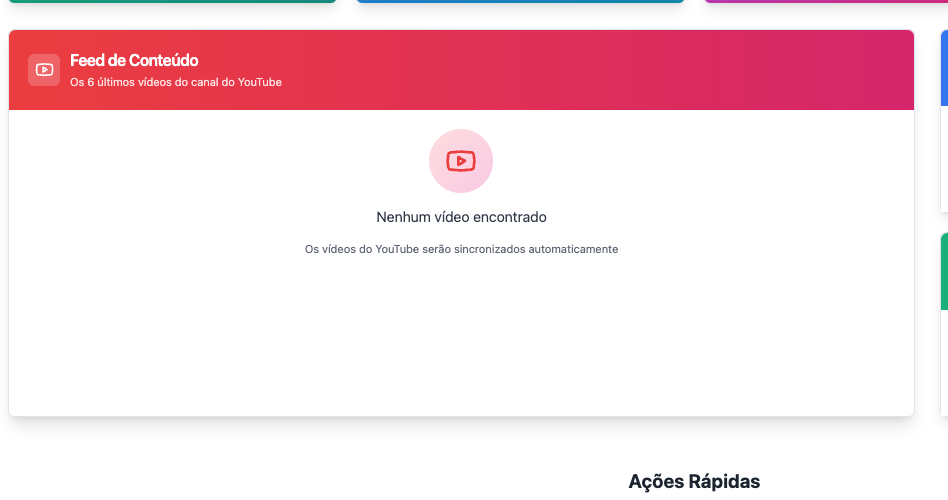 Feed de Conteúdo
Os 6 últimos vídeos do canal do YouTube
Nenhum vídeo encontrado
Os vídeos do YouTube serão sincronizados automaticamente
Ações Rápidas